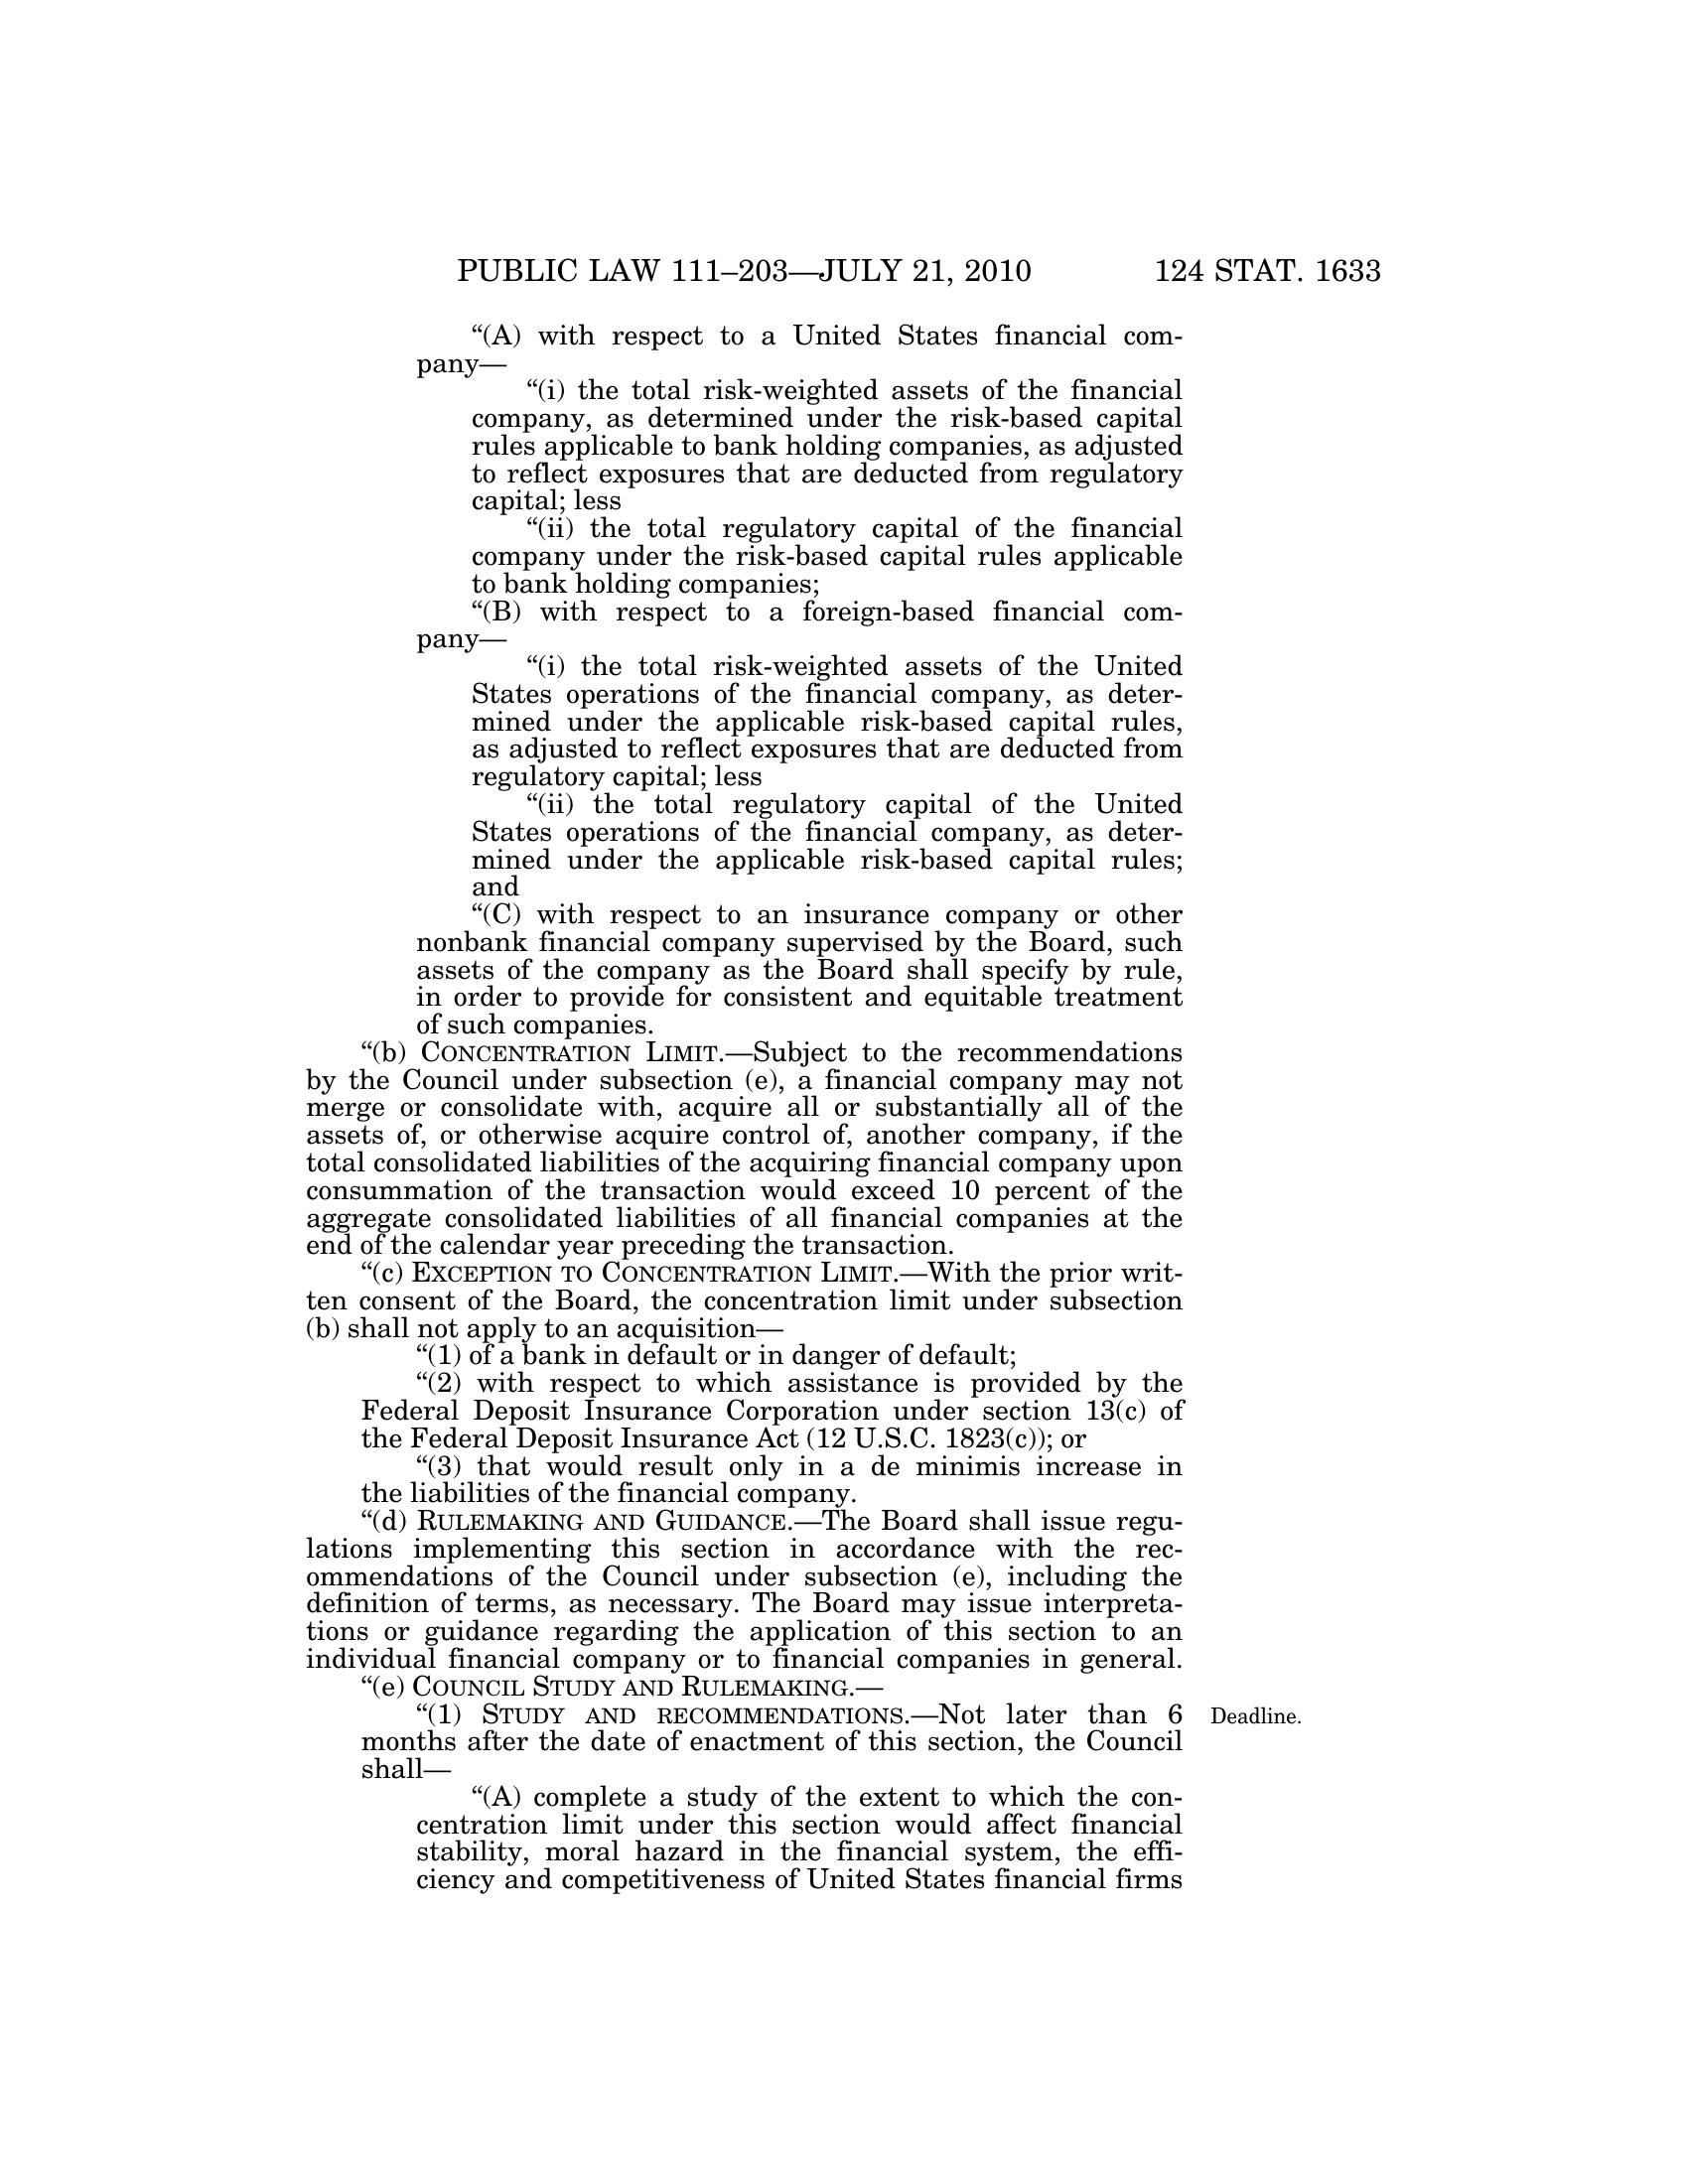 PUBLIC LAW 111–203—JULY 21, 2010 124 STAT. 1633
“(A) with respect to a United States financial com-
pany—
“(i) the total risk-weighted assets of the financial
company, as determined under the risk-based capital
rules applicable to bank holding companies, as adjusted
to reflect exposures that are deducted from regulatory
capital; less
“(ii) the total regulatory capital of the financial
company under the risk-based capital rules applicable
to bank holding companies;
“(B) with respect to a foreign-based financial com-
pany—
“(i) the total risk-weighted assets of the United
States operations of the financial company, as deter-
mined under the applicable risk-based capital rules,
as adjusted to reflect exposures that are deducted from
regulatory capital; less
“(ii) the total regulatory capital of the United
States operations of the financial company, as deter-
mined under the applicable risk-based capital rules;
and
“(C) with respect to an insurance company or other
nonbank financial company supervised by the Board, such
assets of the company as the Board shall specify by rule,
in order to provide for consistent and equitable treatment
of such companies.
“(b) CONCENTRATION LIMIT.—Subject to the recommendations
by the Council under subsection (e), a financial company may not
merge or consolidate with, acquire all or substantially all of the
assets of, or otherwise acquire control of, another company, if the
total consolidated liabilities of the acquiring financial company upon
consummation of the transaction would exceed 10 percent of the
aggregate consolidated liabilities of all financial companies at the
end of the calendar year preceding the transaction.
“(c) EXCEPTION TO CONCENTRATION LIMIT.—With the prior writ-
ten consent of the Board, the concentration limit under subsection
(b) shall not apply to an acquisition—
“(1) of a bank in default or in danger of default;
“(2) with respect to which assistance is provided by the
Federal Deposit Insurance Corporation under section 13(c) of
the Federal Deposit Insurance Act (12 U.S.C. 1823(c)); or
“(3) that would result only in a de minimis increase in
the liabilities of the financial company.
“(d) RULEMAKING AND GUIDANCE.—The Board shall issue regu-
lations implementing this section in accordance with the rec-
ommendations of the Council under subsection (e), including the
definition of terms, as necessary. The Board may issue interpreta-
tions or guidance regarding the application of this section to an
individual financial company or to financial companies in general.
“(e) COUNCIL STUDY AND RULEMAKING.—
“(1) STUDY AND RECOMMENDATIONS.—Not later than 6 Deadline.
months after the date of enactment of this section, the Council
shall—
“(A) complete a study of the extent to which the con-
centration limit under this section would affect financial
stability, moral hazard in the financial system, the effi-
ciency and competitiveness of United States financial firms